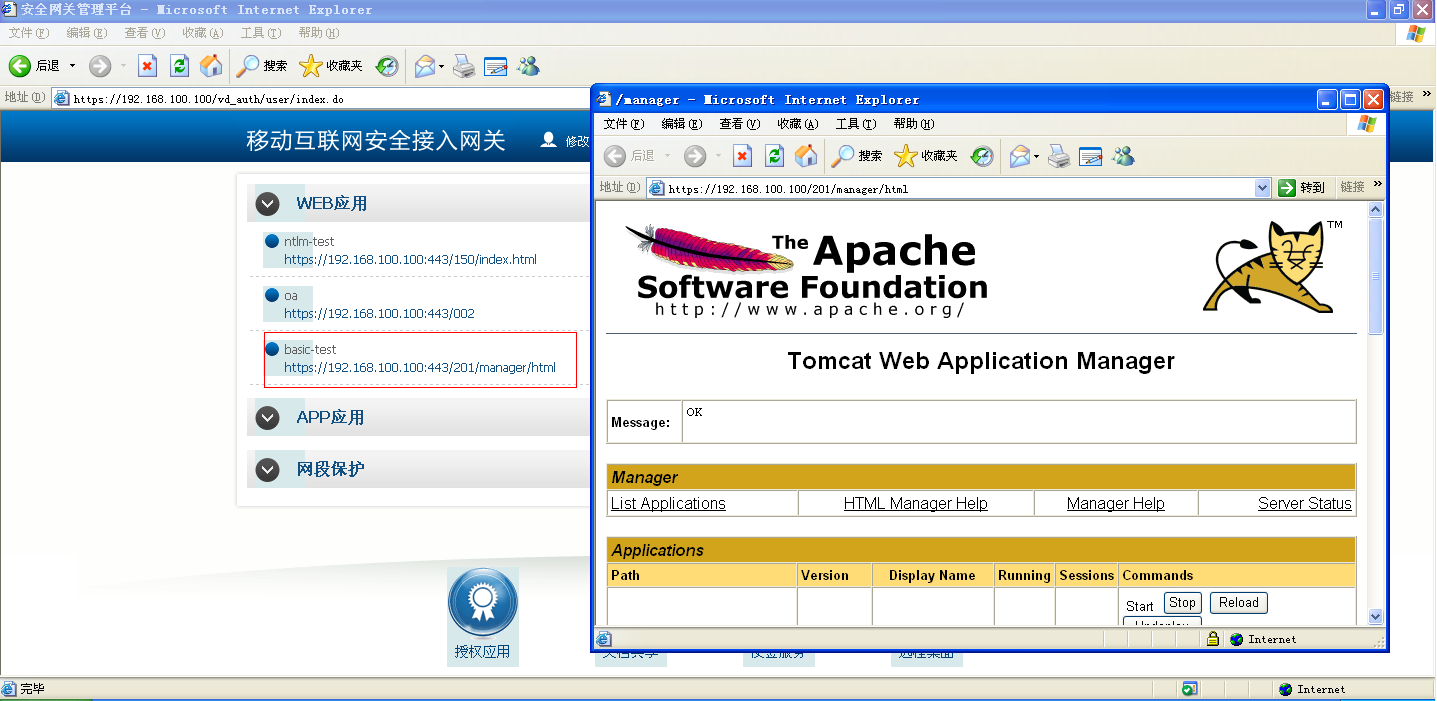 安全网关管理平台 - Microsoft Internet Explorer
文件(F) 编辑(E) 查看(V) 收藏(A) 工具(T) 帮助(H)
后退 搜索 收藏夹
地址(D) https://192.168.100.100/vd_auth/user/index.do 链接 »
移动互联网安全接入网关 修改
WEB应用
ntlm-test
https://192.168.100.100:443/150/index.html
oa
https://192.168.100.100:443/002
basic-test
https://192.168.100.100:443/201/manager/html
APP应用
网段保护
授权应用
完毕
Internet
/manager - Microsoft Internet Explorer
文件(F) 编辑(E) 查看(V) 收藏(A) 工具(T) 帮助(H)
后退 搜索 收藏夹
地址(D) https://192.168.100.100/201/manager/html 转到 链接 »
The Apache
Software Foundation
http://www.apache.org/
TM
Tomcat Web Application Manager
Message: OK
Manager
List Applications HTML Manager Help Manager Help Server Status
Applications
Path Version Display Name Running Sessions Commands
Start Stop Reload
Internet